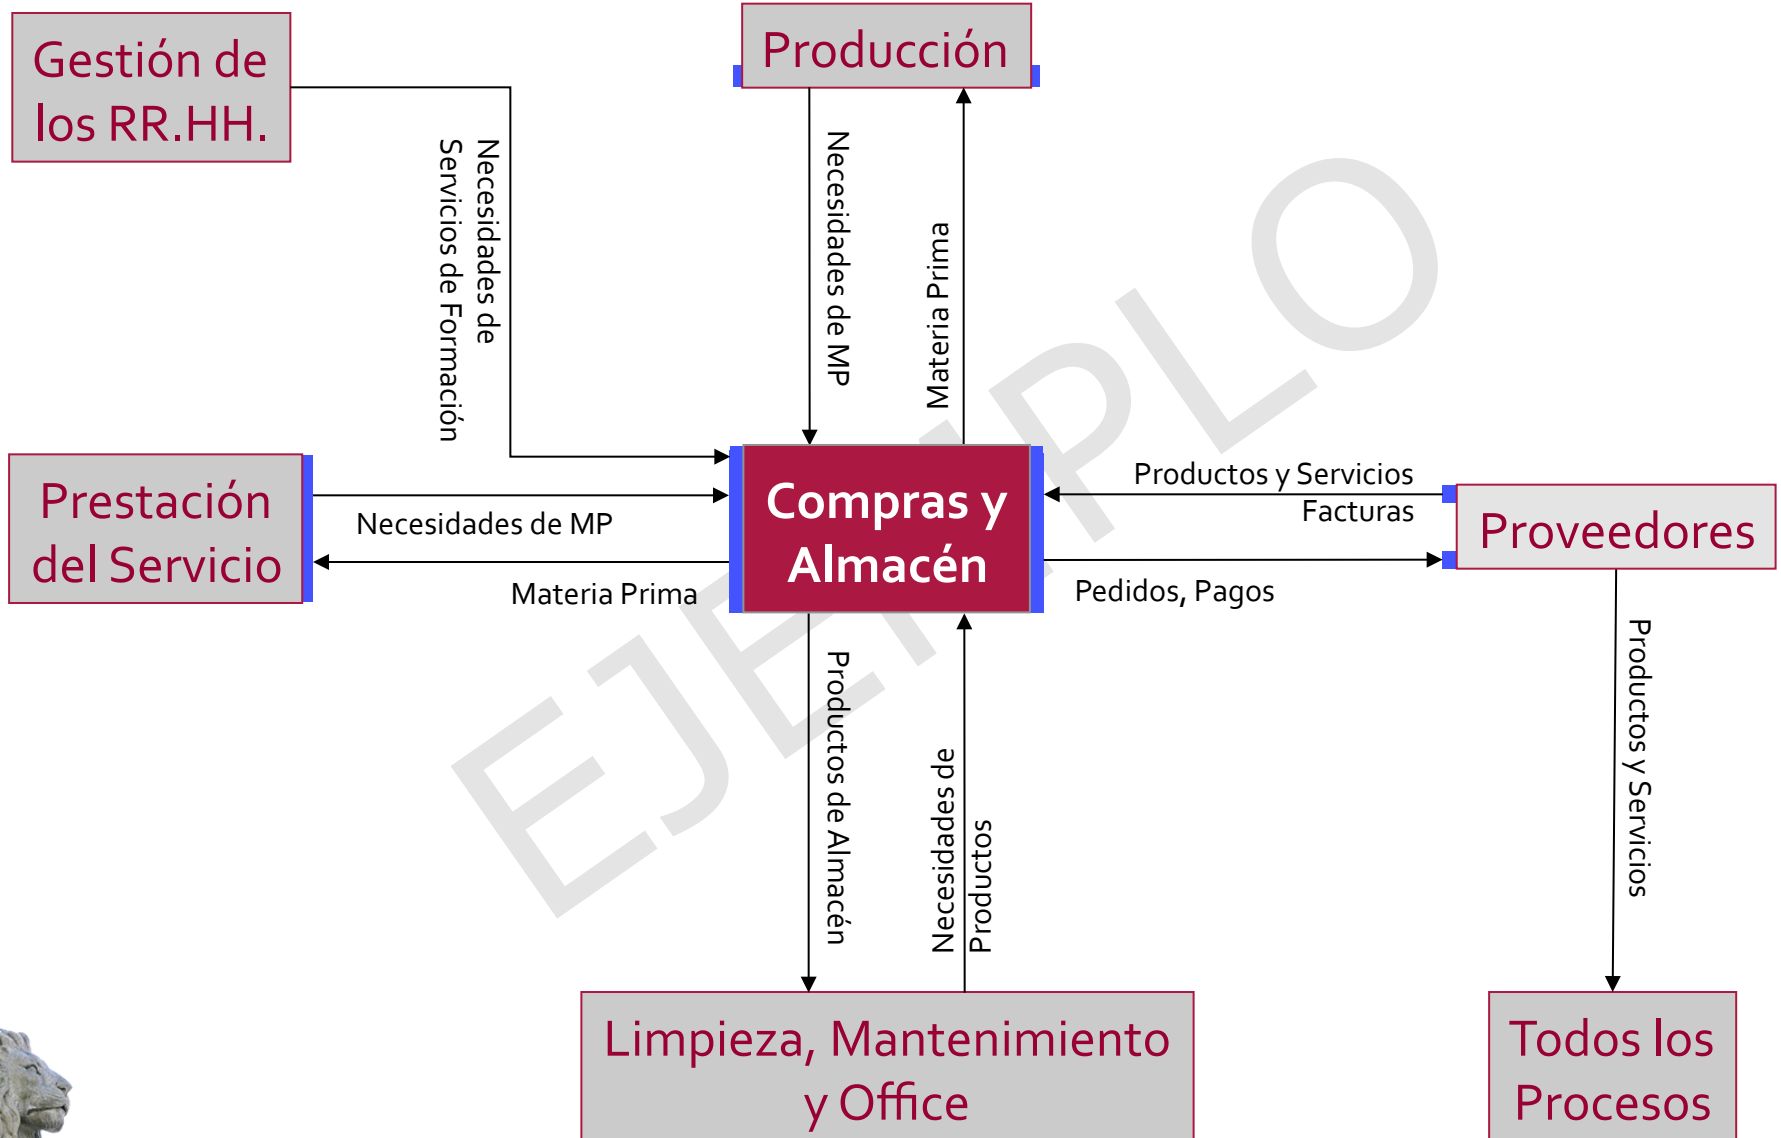 Gestión de
los RR.HH.
Producción
Necesidades de
Servicios de Formación
Necesidades de MP
Materia Prima
Prestación
del Servicio
Necesidades de MP
Materia Prima
Compras y
Almacén
Productos y Servicios
Facturas
Pedidos, Pagos
Proveedores
Productos de Almacén
Necesidades de
Productos
Productos y Servicios
Limpieza, Mantenimiento
y Office
Todos los
Procesos
EJEMPLO